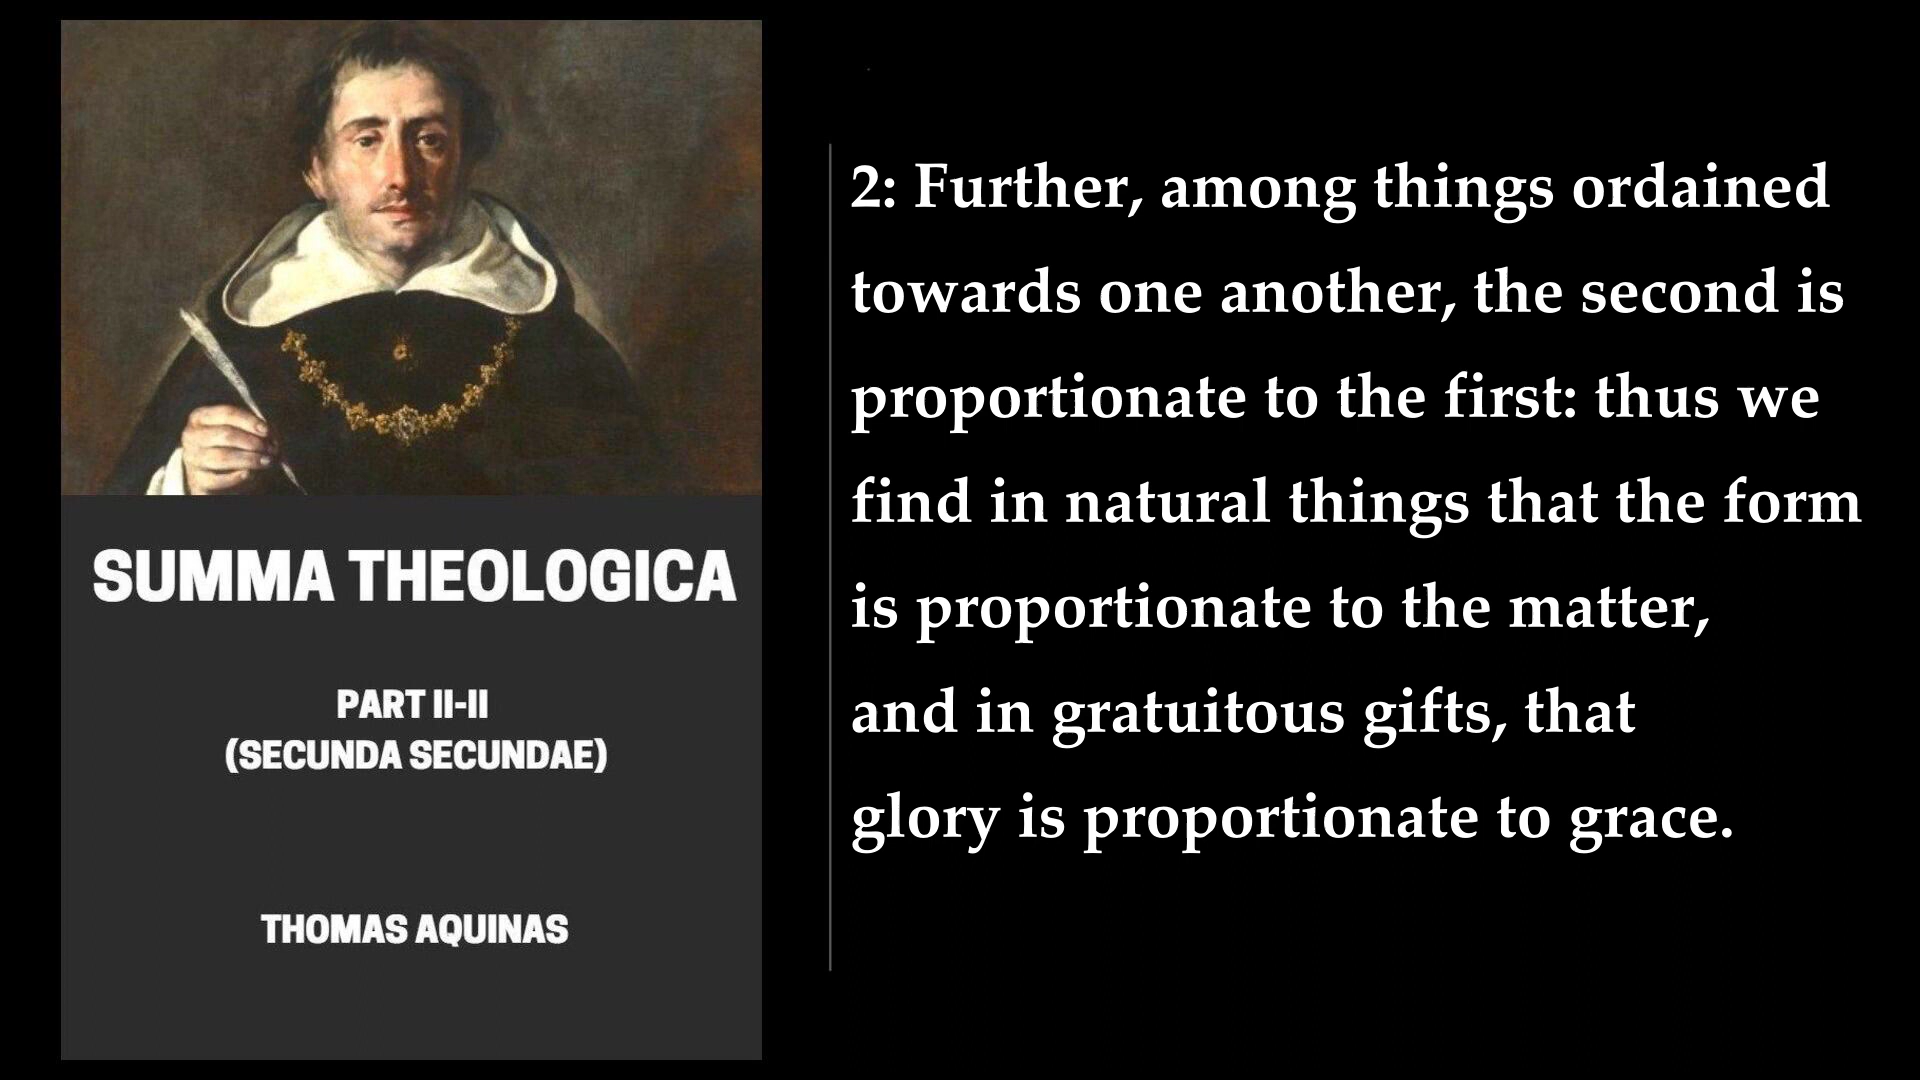 SUMMA THEOLOGICA
PART II-II
(SECUNDA SECUNDAE)
THOMAS AQUINAS
2: Further, among things ordained
towards one another, the second is
proportionate to the first: thus we
find in natural things that the form
is proportionate to the matter,
and in gratuitous gifts, that
glory is proportionate to grace.